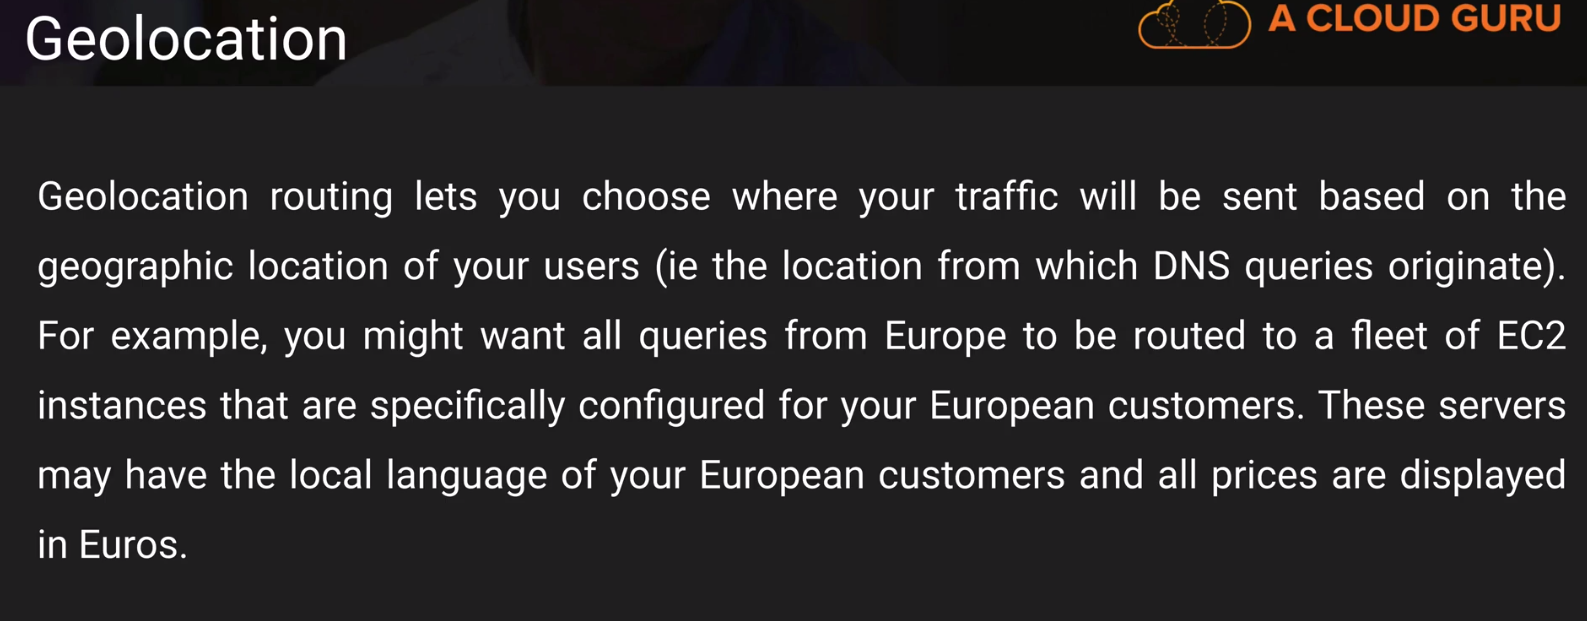 Geolocation
A CLOUD GURU
Geolocation routing lets you choose where your traffic will be sent based on the
geographic location of your users (ie the location from which DNS queries originate).
For example, you might want all queries from Europe to be routed to a fleet of EC2
instances that are specifically configured for your European customers. These servers
may have the local language of your European customers and all prices are displayed
in Euros.